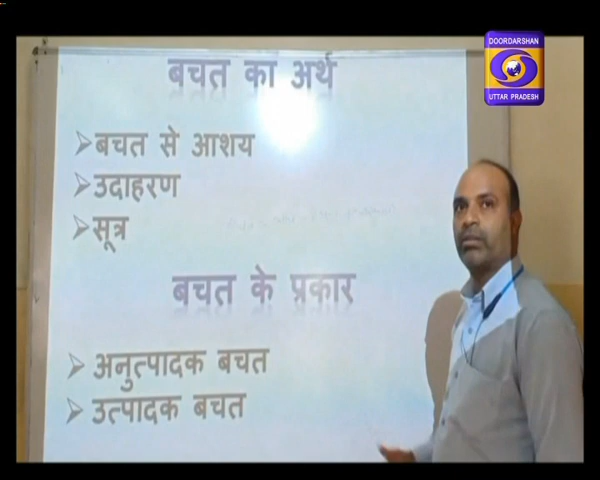 DOORDARSHAN
UTTAR PRADESH
बचत का अर्थ
बचत से आशय
उदाहरण
सूत्र
बचत के प्रकार
अनुत्पादक बचत
उत्पादक बचत